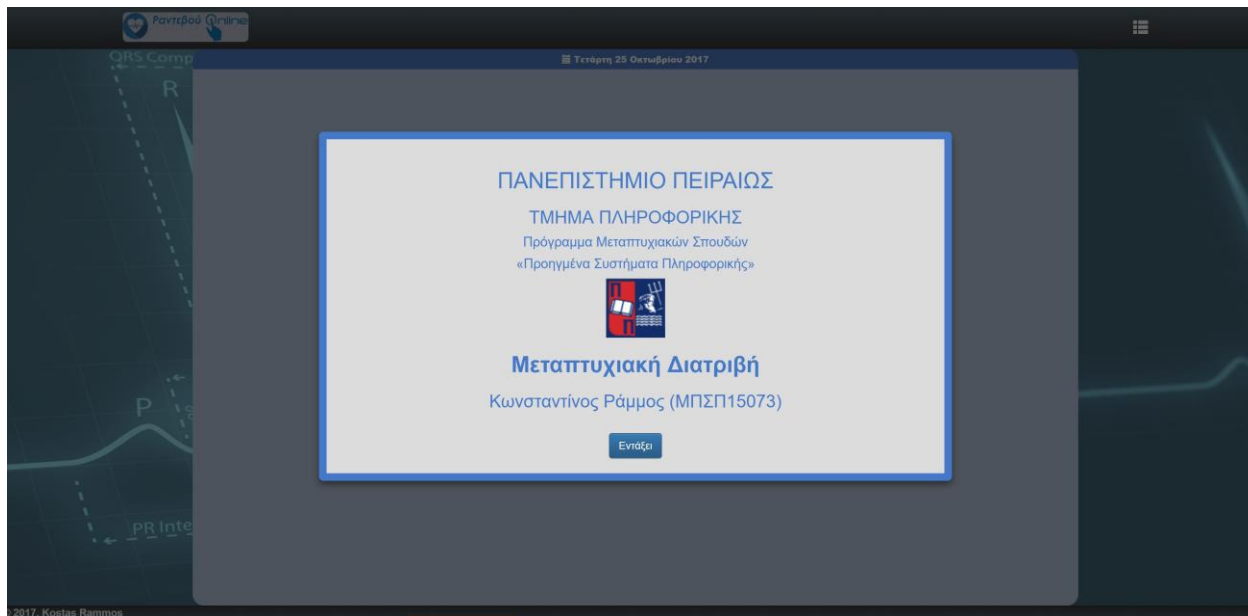 Ραντεβού Online
QRS Comp
Τετάρτη 25 Οκτωβρίου 2017
R
ΠΑΝΕΠΙΣΤΗΜΙΟ ΠΕΙΡΑΙΩΣ
ΤΜΗΜΑ ΠΛΗΡΟΦΟΡΙΚΗΣ
Πρόγραμμα Μεταπτυχιακών Σπουδών
«Προηγμένα Συστήματα Πληροφορικής»
Μεταπτυχιακή Διατριβή
P
Κωνσταντίνος Ράμμος (ΜΠΣΠ15073)
Εντάξει
PR Inte
©2017, Kostas Rammos